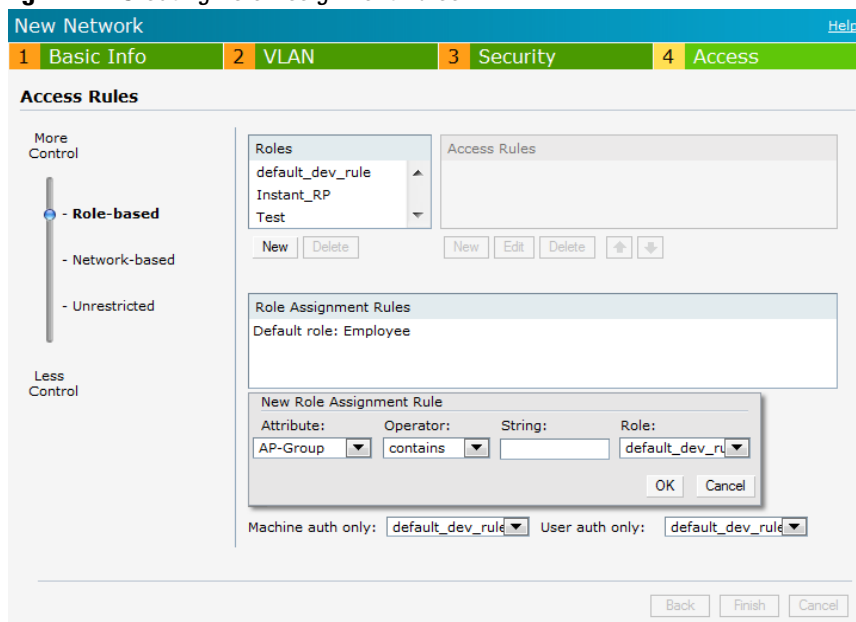 New Network Help
1 Basic Info 2 VLAN 3 Security 4 Access
Access Rules
More
Control
- Role-based
- Network-based
- Unrestricted
Less
Control
Roles
default_dev_rule
Instant_RP
Test
New Delete
Access Rules
New Edit Delete
Role Assignment Rules
Default role: Employee
New Role Assignment Rule
Attribute: Operator: String: Role:
AP-Group contains default_dev_ru
OK Cancel
Machine auth only: default_dev_rule User auth only: default_dev_rule
Back Finish Cancel